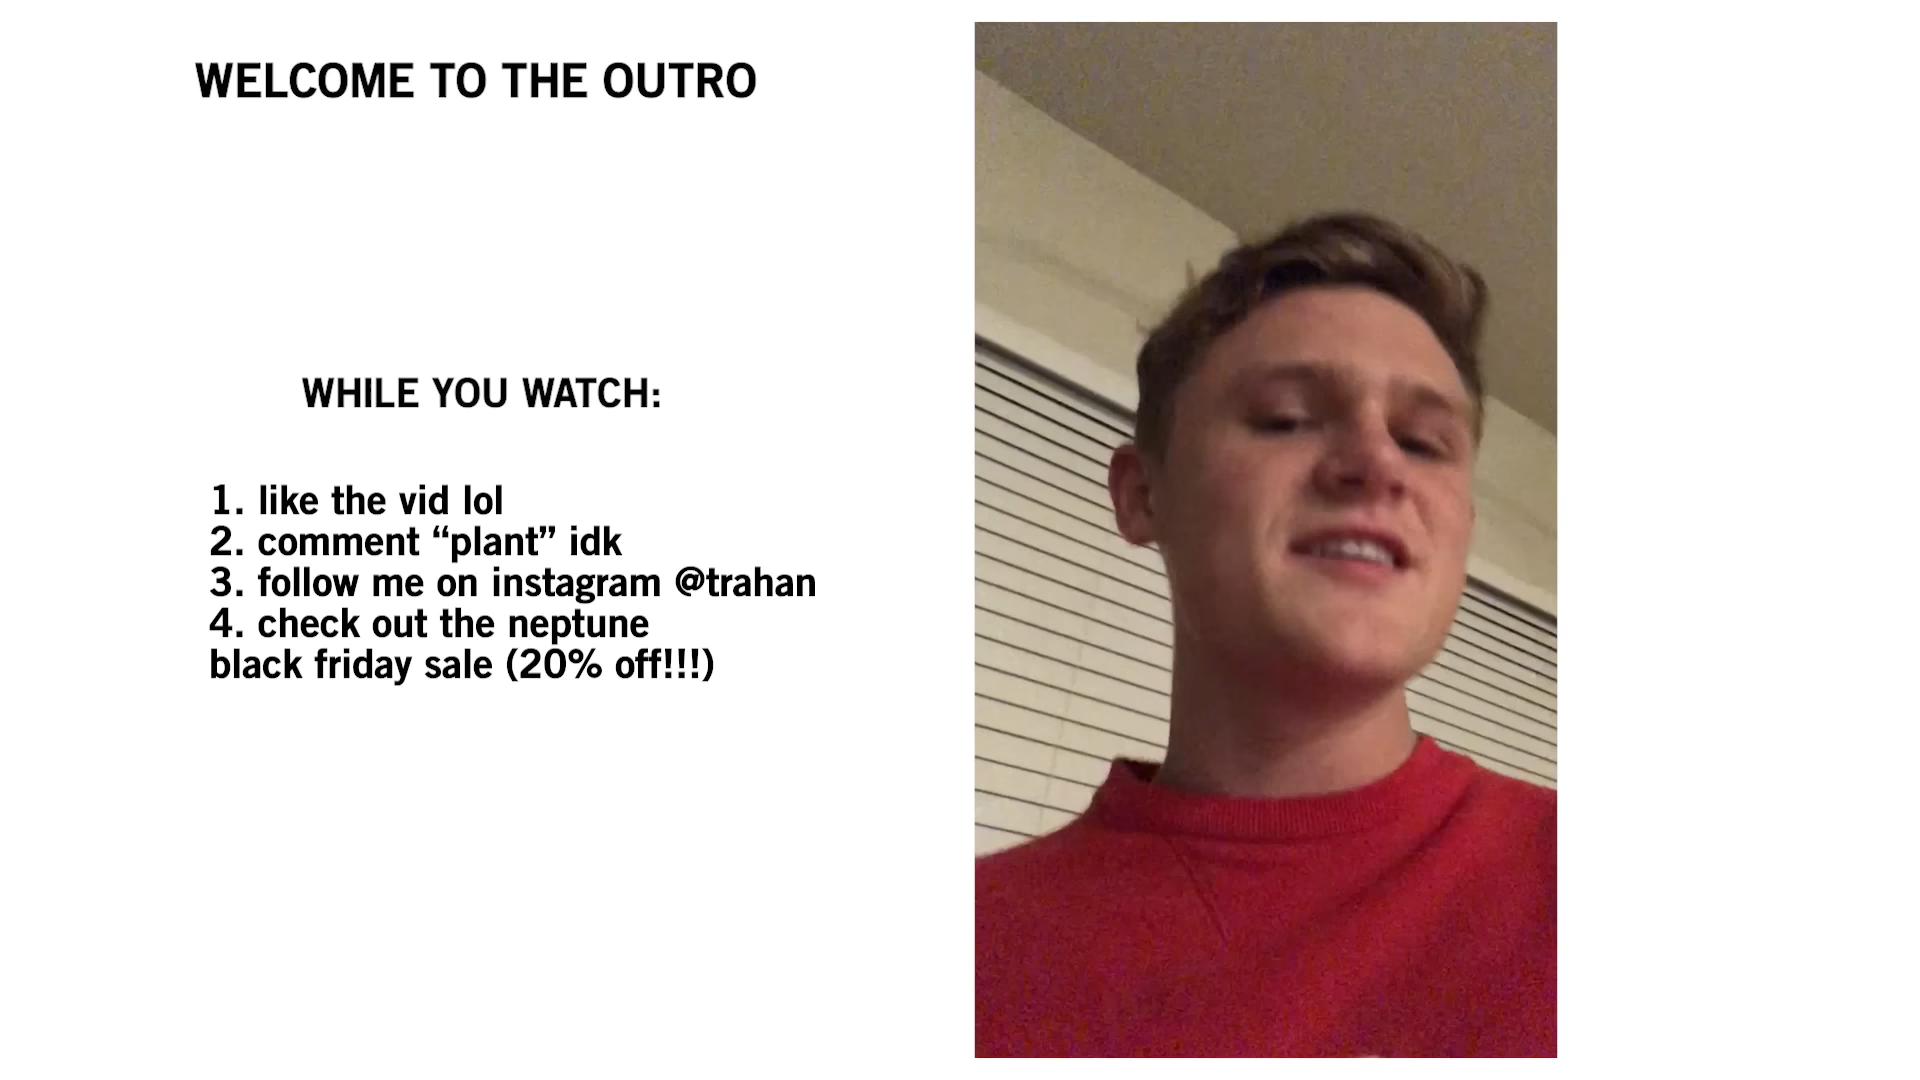 WELCOME TO THE OUTRO
WHILE YOU WATCH:
1. like the vid lol
2. comment “plant” idk
3. follow me on instagram @trahan
4. check out the neptune
black friday sale (20% off!!!)